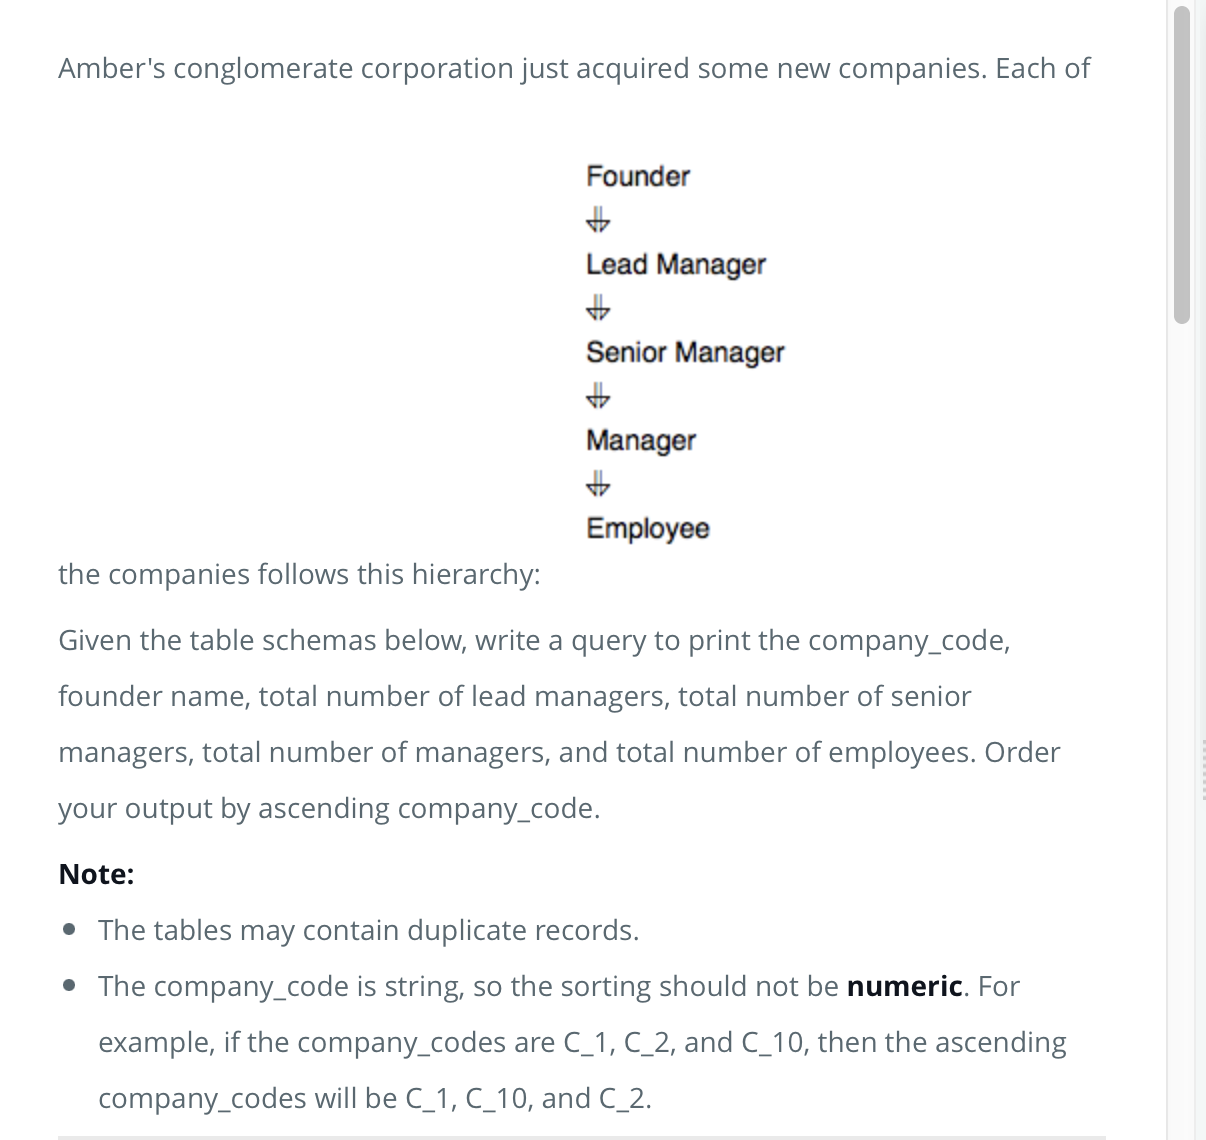 Amber's conglomerate corporation just acquired some new companies. Each of
Founder
Lead Manager
Senior Manager
Manager
Employee
the companies follows this hierarchy:
Given the table schemas below, write a query to print the company_code,
founder name, total number of lead managers, total number of senior
managers, total number of managers, and total number of employees. Order
your output by ascending company_code.
Note:
• The tables may contain duplicate records.
• The company_code is string, so the sorting should not be numeric. For
example, if the company_codes are C_1, C_2, and C_10, then the ascending
company_codes will be C_1, C_10, and C_2.